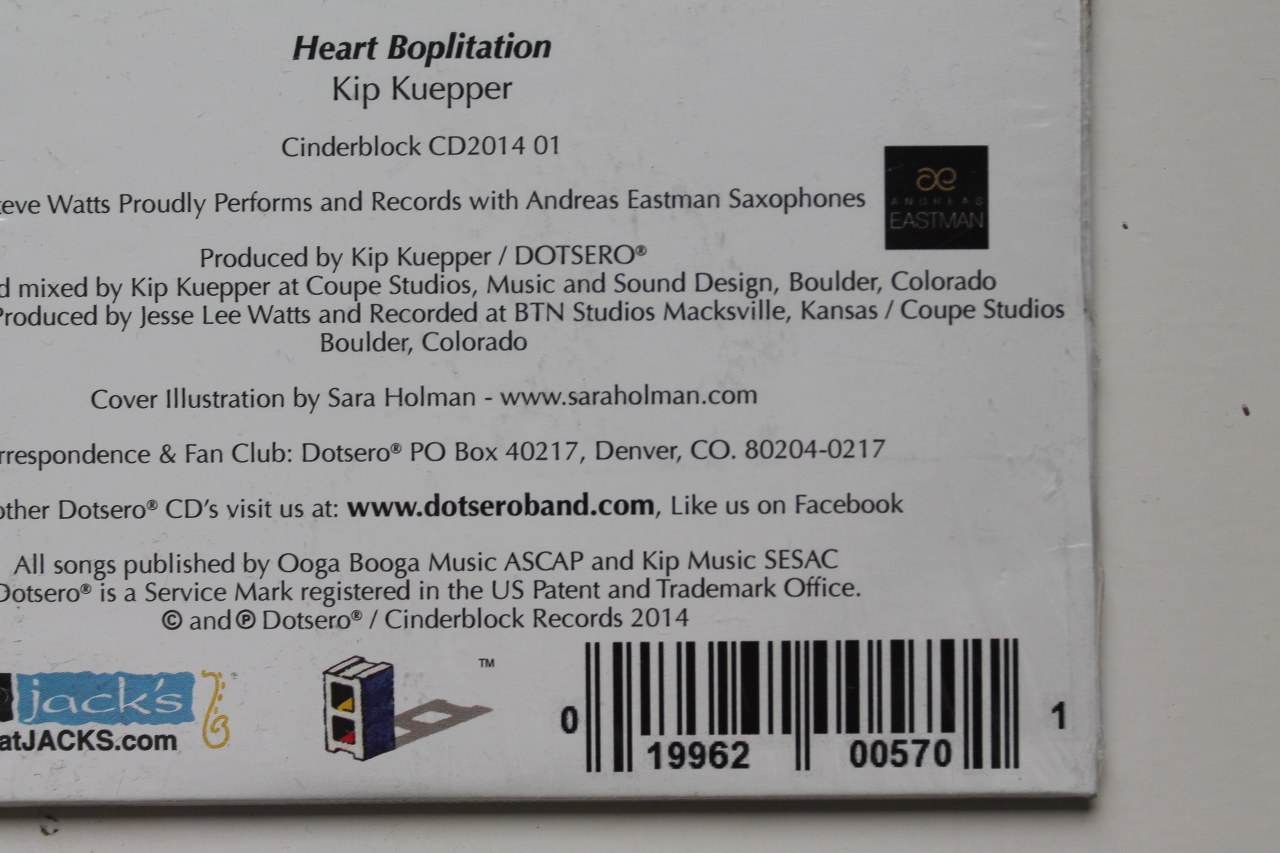 Heart Boplitation
Kip Kuepper
Cinderblock CD2014 01
Watts Proudly Performs and Records with Andreas Eastman Saxophones
ANDREAS
EASTMAN
Produced by Kip Kuepper / DOTSERO®
mixed by Kip Kuepper at Coupe Studios, Music and Sound Design, Boulder, Colorado
Produced by Jesse Lee Watts and Recorded at BTN Studios Macksville, Kansas / Coupe Studios
Boulder, Colorado
Cover Illustration by Sara Holman - www.saraholman.com
& Fan Club: Dotsero® PO Box 40217, Denver, CO. 80204-0217
other Dotsero® CD's visit us at: www.dotseroband.com, Like us on Facebook
All songs published by Ooga Booga Music ASCAP and Kip Music SESAC
Dotsero® is a Service Mark registered in the US Patent and Trademark Office.
© and ℗ Dotsero® / Cinderblock Records 2014
jack's
atJACKS.com
™
0 19962 00570 1